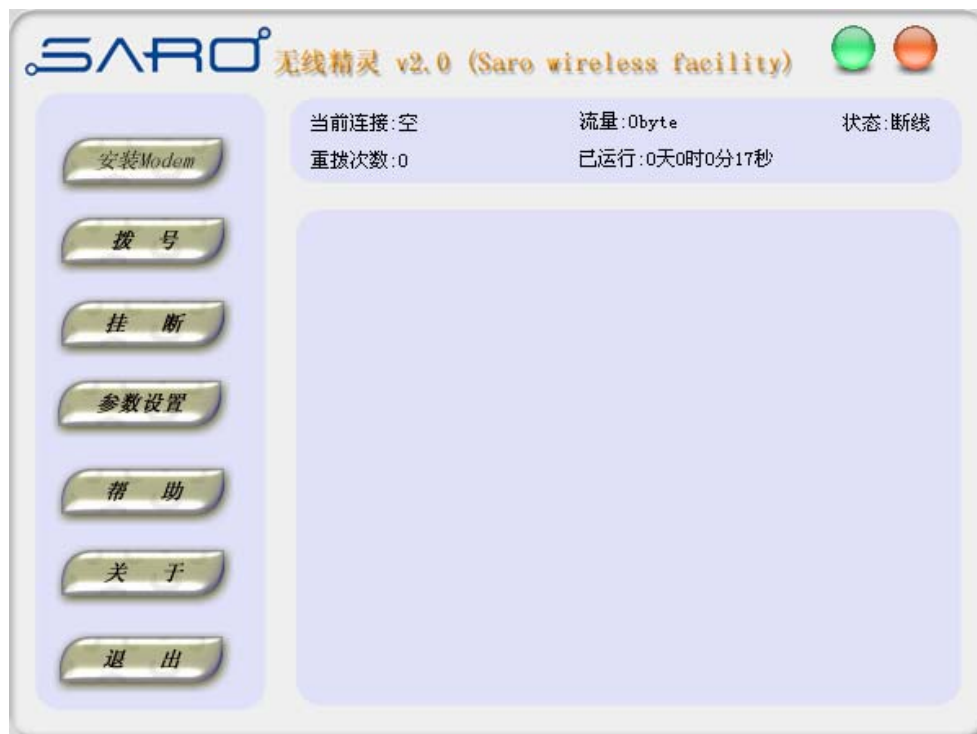 SARO
无线精灵 v2.0 (Saro wireless facility)
当前连接:空 流量:0byte 状态:断线
重拨次数:0 已运行:0天0时0分17秒
安装Modem
拨 号
挂 断
参数设置
帮 助
关 于
退 出